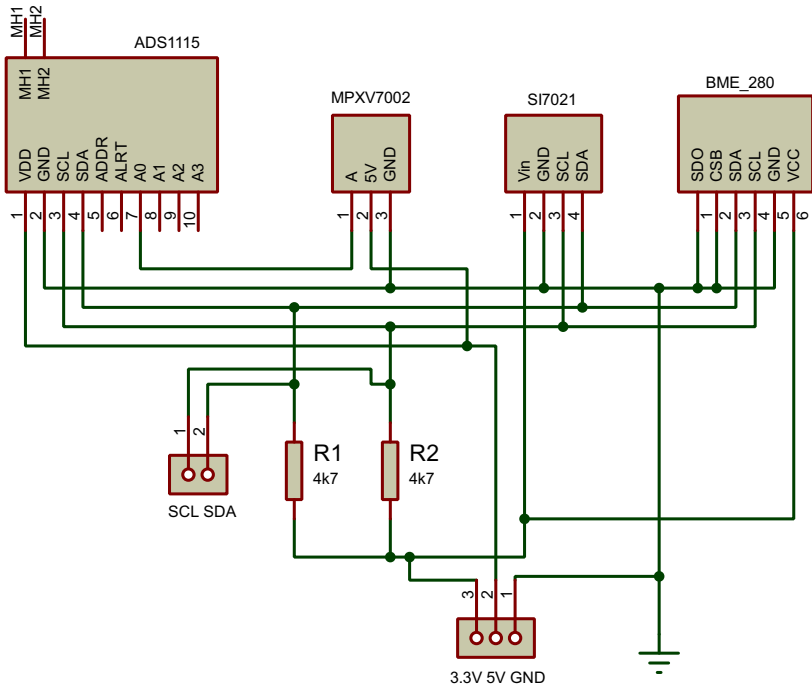 MH1 MH2
ADS1115
MH1 MH2
VDD GND SCL SDA ADDR ALRT A0 A1 A2 A3
1 2 3 4 5 6 7 8 9 10
MPXV7002
A 5V GND
1 2 3
SI7021
Vin GND SCL SDA
1 2 3 4
BME_280
SDO CSB SDA SCL GND VCC
1 2 3 4 5 6
1 2
SCL SDA
R1
4k7
R2
4k7
3 2 1
3.3V 5V GND